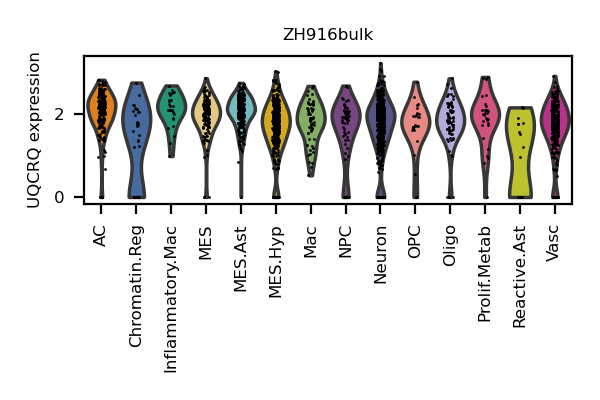 ZH916bulk
UQCRQ expression
2
0
AC
Chromatin.Reg
Inflammatory.Mac
MES
MES.Ast
MES.Hyp
Mac
NPC
Neuron
OPC
Oligo
Prolif.Metab
Reactive.Ast
Vasc